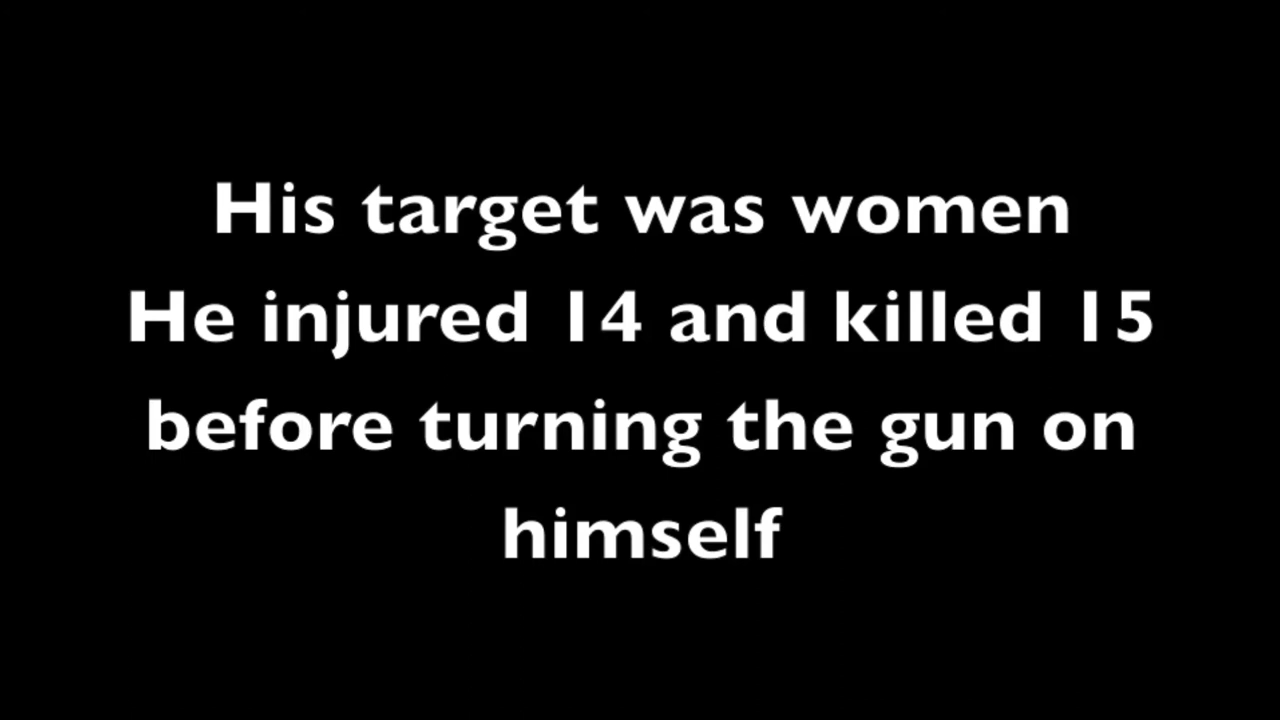 His target was women
He injured 14 and killed 15
before turning the gun on
himself